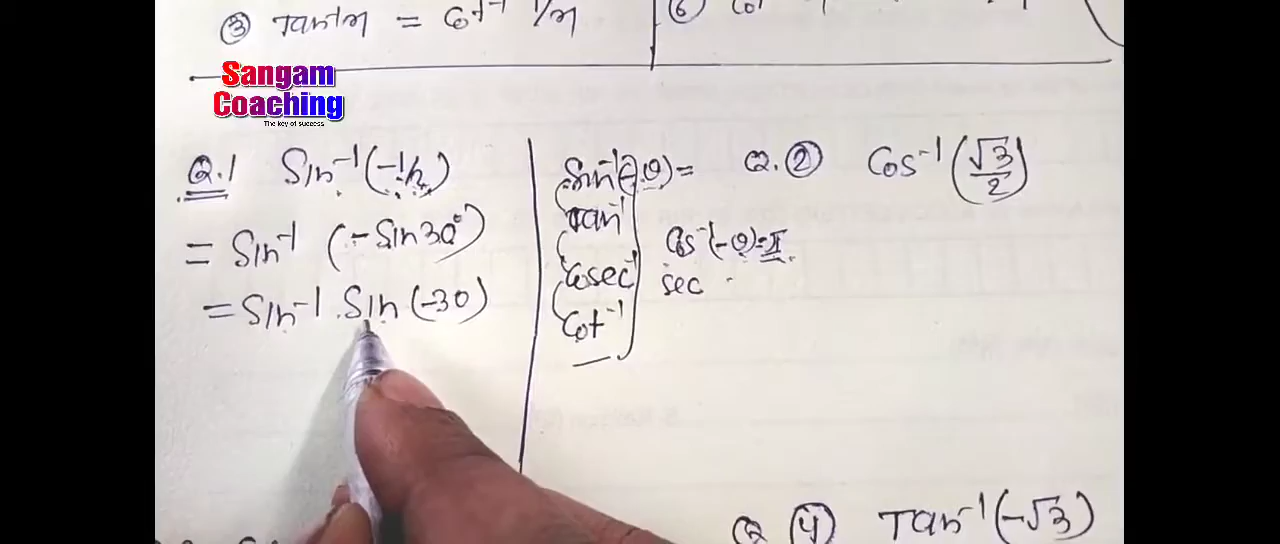 ③ Tan⁻¹x = Cot⁻¹ 1/x
⑥ Cot
Sangam
Coaching
The key of success
Q.1 Sin⁻¹(-1/2)
= Sin⁻¹ (-Sin30°)
= Sin⁻¹ . Sin (-30)
Sin⁻¹(-θ) =
tan⁻¹
Cosec⁻¹
Cot⁻¹
Cos⁻¹(-θ) = π
sec -
Q. ② Cos⁻¹ (√3/2)
Q ④ Tan⁻¹ (-√3)